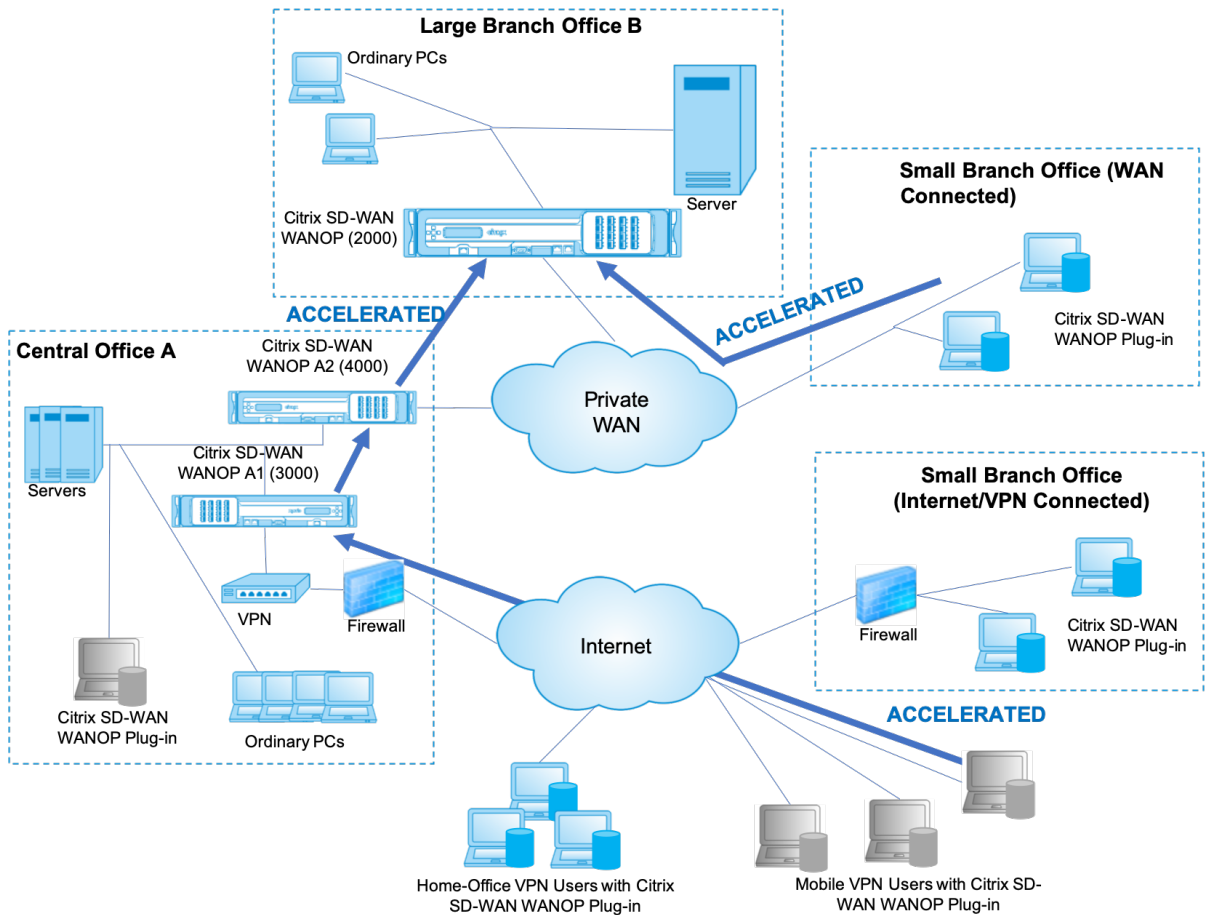 Large Branch Office B
Ordinary PCs
Server
Citrix SD-WAN
WANOP (2000)
Small Branch Office (WAN
Connected)
Citrix SD-WAN
WANOP Plug-in
ACCELERATED
ACCELERATED
Central Office A
Citrix SD-WAN
WANOP A2 (4000)
Private
WAN
Citrix SD-WAN
WANOP A1 (3000)
Servers
VPN
Firewall
Citrix SD-WAN
WANOP Plug-in
Ordinary PCs
Small Branch Office
(Internet/VPN Connected)
Firewall
Citrix SD-WAN
WANOP Plug-in
Internet
ACCELERATED
Home-Office VPN Users with Citrix
SD-WAN WANOP Plug-in
Mobile VPN Users with Citrix SD-
WAN WANOP Plug-in